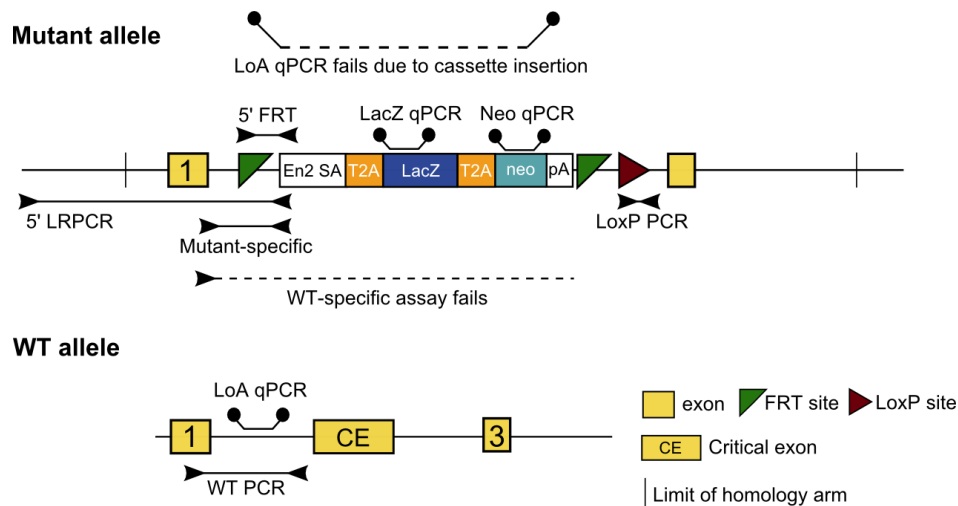 Mutant allele
LoA qPCR fails due to cassette insertion
5' FRT
LacZ qPCR
Neo qPCR
1
En2 SA
T2A
LacZ
T2A
neo
pA
5' LRPCR
LoxP PCR
Mutant-specific
WT-specific assay fails
WT allele
LoA qPCR
1
CE
3
WT PCR
exon
FRT site
LoxP site
CE
Critical exon
Limit of homology arm